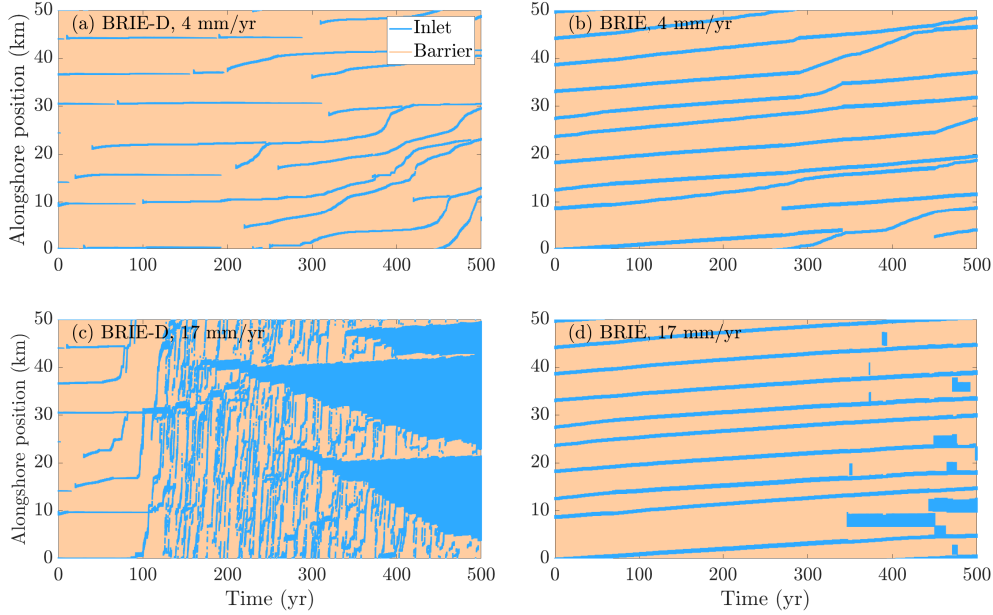 (a) BRIE-D, 4 mm/yr
Inlet
Barrier
Alongshore position (km)
50
40
30
20
10
0
0 100 200 300 400 500
(b) BRIE, 4 mm/yr
50
40
30
20
10
0
0 100 200 300 400 500
(c) BRIE-D, 17 mm/yr
Alongshore position (km)
50
40
30
20
10
0
0 100 200 300 400 500
Time (yr)
(d) BRIE, 17 mm/yr
50
40
30
20
10
0
0 100 200 300 400 500
Time (yr)